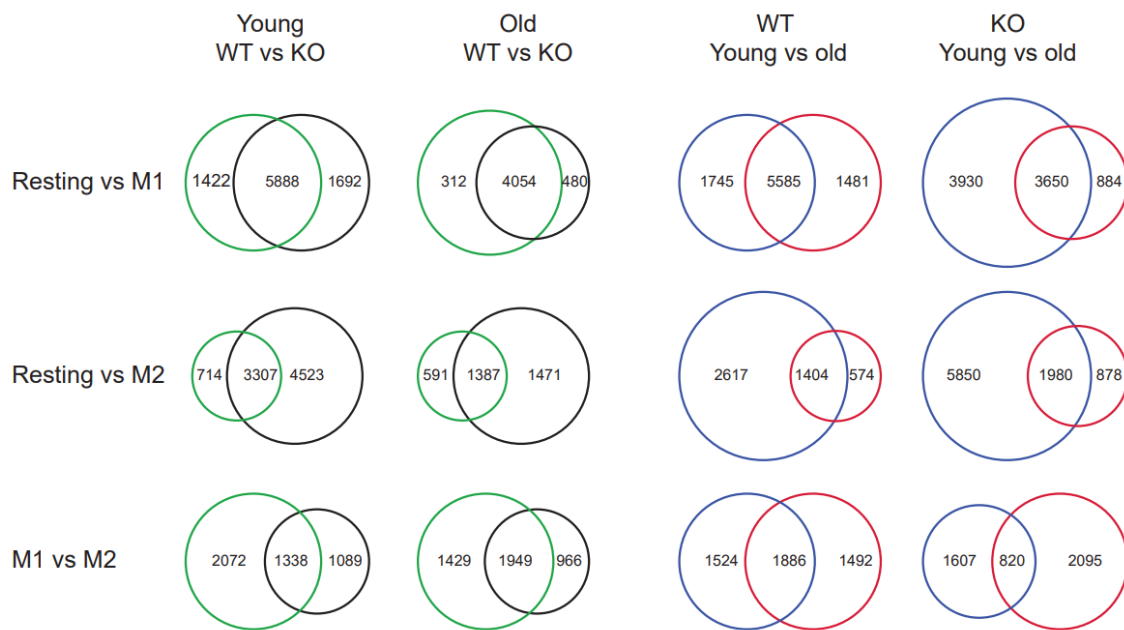 Young
WT vs KO
Old
WT vs KO
WT
Young vs old
KO
Young vs old
Resting vs M1
1422 5888 1692
312 4054 480
1745 5585 1481
3930 3650 884
Resting vs M2
714 3307 4523
591 1387 1471
2617 1404 574
5850 1980 878
M1 vs M2
2072 1338 1089
1429 1949 966
1524 1886 1492
1607 820 2095